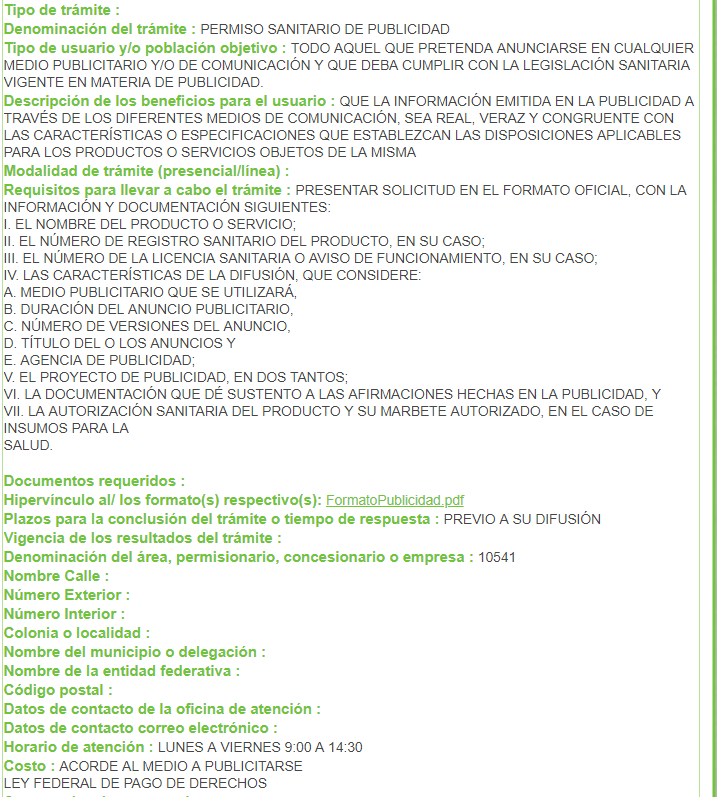 Tipo de trámite :
Denominación del trámite : PERMISO SANITARIO DE PUBLICIDAD
Tipo de usuario y/o población objetivo : TODO AQUEL QUE PRETENDA ANUNCIARSE EN CUALQUIER
MEDIO PUBLICITARIO Y/O DE COMUNICACIÓN Y QUE DEBA CUMPLIR CON LA LEGISLACIÓN SANITARIA
VIGENTE EN MATERIA DE PUBLICIDAD.
Descripción de los beneficios para el usuario : QUE LA INFORMACIÓN EMITIDA EN LA PUBLICIDAD A
TRAVÉS DE LOS DIFERENTES MEDIOS DE COMUNICACIÓN, SEA REAL, VERAZ Y CONGRUENTE CON
LAS CARACTERÍSTICAS O ESPECIFICACIONES QUE ESTABLEZCAN LAS DISPOSICIONES APLICABLES
PARA LOS PRODUCTOS O SERVICIOS OBJETOS DE LA MISMA
Modalidad de trámite (presencial/línea) :
Requisitos para llevar a cabo el trámite : PRESENTAR SOLICITUD EN EL FORMATO OFICIAL, CON LA
INFORMACIÓN Y DOCUMENTACIÓN SIGUIENTES:
I. EL NOMBRE DEL PRODUCTO O SERVICIO;
II. EL NÚMERO DE REGISTRO SANITARIO DEL PRODUCTO, EN SU CASO;
III. EL NÚMERO DE LA LICENCIA SANITARIA O AVISO DE FUNCIONAMIENTO, EN SU CASO;
IV. LAS CARACTERÍSTICAS DE LA DIFUSIÓN, QUE CONSIDERE:
A. MEDIO PUBLICITARIO QUE SE UTILIZARÁ,
B. DURACIÓN DEL ANUNCIO PUBLICITARIO,
C. NÚMERO DE VERSIONES DEL ANUNCIO,
D. TÍTULO DEL O LOS ANUNCIOS Y
E. AGENCIA DE PUBLICIDAD;
V. EL PROYECTO DE PUBLICIDAD, EN DOS TANTOS;
VI. LA DOCUMENTACIÓN QUE DÉ SUSTENTO A LAS AFIRMACIONES HECHAS EN LA PUBLICIDAD, Y
VII. LA AUTORIZACIÓN SANITARIA DEL PRODUCTO Y SU MARBETE AUTORIZADO, EN EL CASO DE
INSUMOS PARA LA
SALUD.
Documentos requeridos :
Hipervínculo al/ los formato(s) respectivo(s): FormatoPublicidad.pdf
Plazos para la conclusión del trámite o tiempo de respuesta : PREVIO A SU DIFUSIÓN
Vigencia de los resultados del trámite :
Denominación del área, permisionario, concesionario o empresa : 10541
Nombre Calle :
Número Exterior :
Número Interior :
Colonia o localidad :
Nombre del municipio o delegación :
Nombre de la entidad federativa :
Código postal :
Datos de contacto de la oficina de atención :
Datos de contacto correo electrónico :
Horario de atención : LUNES A VIERNES 9:00 A 14:30
Costo : ACORDE AL MEDIO A PUBLICITARSE
LEY FEDERAL DE PAGO DE DERECHOS